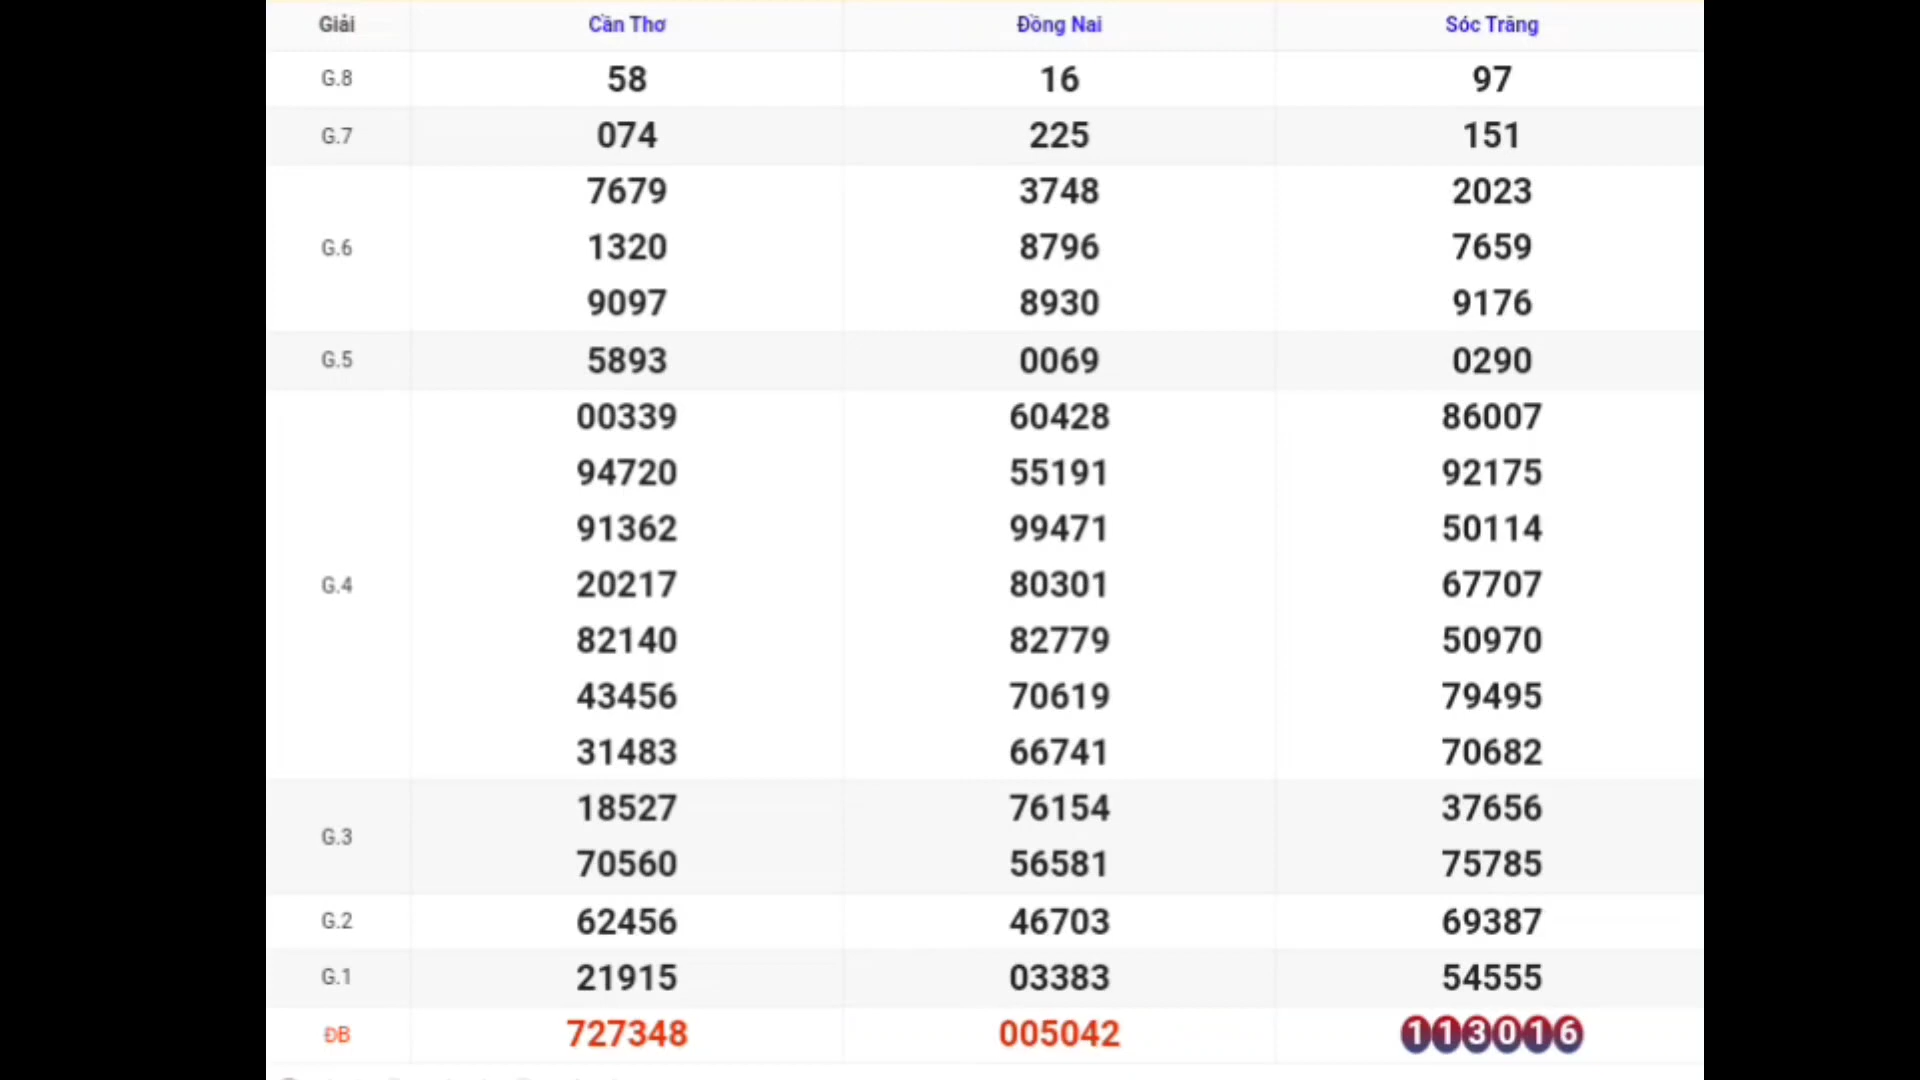 Giải Cần Thơ Đồng Nai Sóc Trăng
G.8 58 16 97
G.7 074 225 151
7679 3748 2023
G.6 1320 8796 7659
9097 8930 9176
G.5 5893 0069 0290
00339 60428 86007
94720 55191 92175
91362 99471 50114
G.4 20217 80301 67707
82140 82779 50970
43456 70619 79495
31483 66741 70682
18527 76154 37656
G.3
70560 56581 75785
G.2 62456 46703 69387
G.1 21915 03383 54555
ĐB 727348 005042 113016